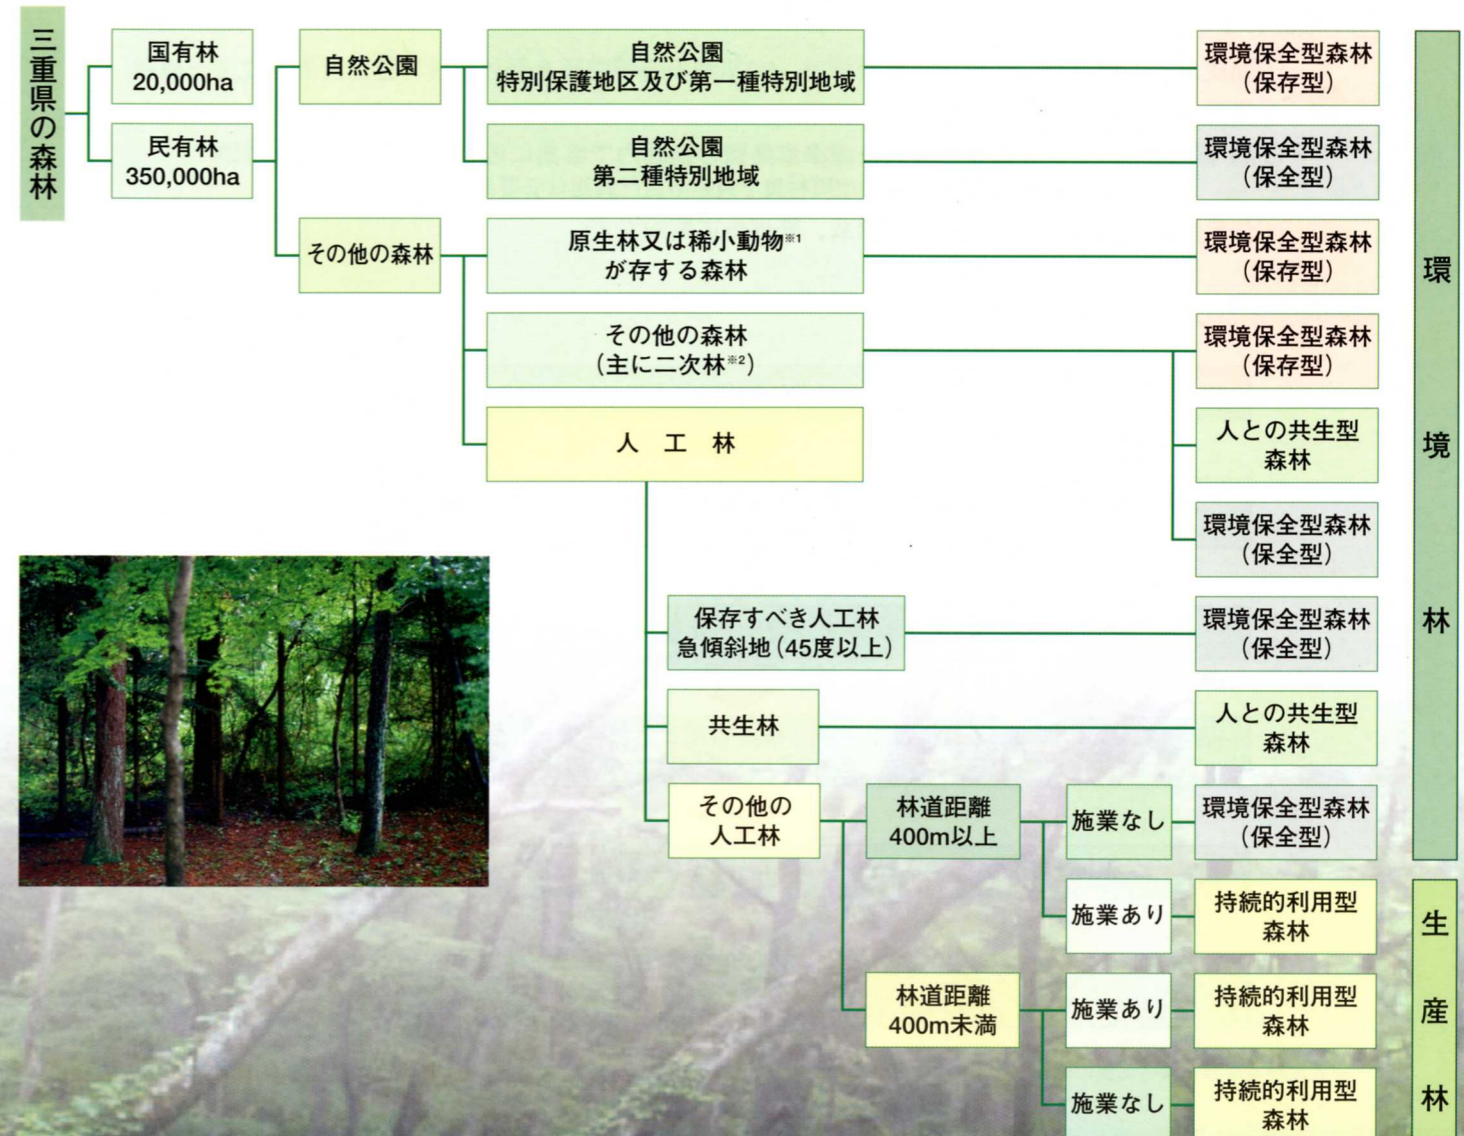 三重県の森林
国有林
20,000ha
民有林
350,000ha
自然公園
その他の森林
自然公園
特別保護地区及び第一種特別地域
自然公園
第二種特別地域
原生林又は稀小動物※1
が存する森林
その他の森林
(主に二次林※2)
人 工 林
保存すべき人工林
急傾斜地(45度以上)
共生林
その他の
人工林
林道距離
400m以上
林道距離
400m未満
施業なし
施業あり
施業あり
施業なし
環境保全型森林
(保存型)
環境保全型森林
(保全型)
環境保全型森林
(保存型)
環境保全型森林
(保存型)
人との共生型
森林
環境保全型森林
(保全型)
環境保全型森林
(保全型)
人との共生型
森林
環境保全型森林
(保全型)
持続的利用型
森林
持続的利用型
森林
持続的利用型
森林
環境林
生産林